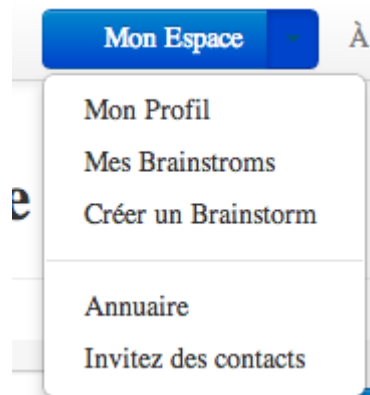 Mon Espace À
Mon Profil
Mes Brainstroms
e
Créer un Brainstorm
Annuaire
Invitez des contacts